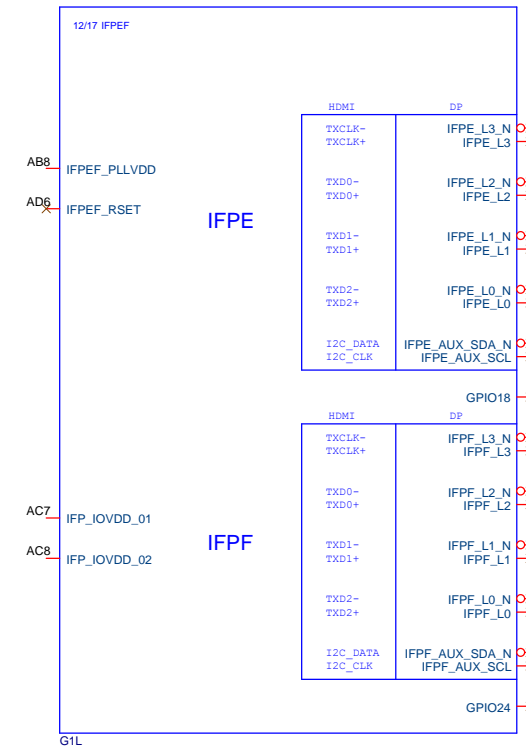 12/17 IFPEF
HDMI DP
TXCLK- IFPE_L3_N
TXCLK+ IFPE_L3
AB8 IFPEF_PLLVDD
TXD0- IFPE_L2_N
TXD0+ IFPE_L2
AD6 IFPEF_RSET
IFPE
TXD1- IFPE_L1_N
TXD1+ IFPE_L1
TXD2- IFPE_L0_N
TXD2+ IFPE_L0
I2C_DATA IFPE_AUX_SDA_N
I2C_CLK IFPE_AUX_SCL
GPIO18
HDMI DP
TXCLK- IFPF_L3_N
TXCLK+ IFPF_L3
TXD0- IFPF_L2_N
TXD0+ IFPF_L2
AC7 IFP_IOVDD_01
IFPF
TXD1- IFPF_L1_N
TXD1+ IFPF_L1
AC8 IFP_IOVDD_02
TXD2- IFPF_L0_N
TXD2+ IFPF_L0
I2C_DATA IFPF_AUX_SDA_N
I2C_CLK IFPF_AUX_SCL
GPIO24
G1L